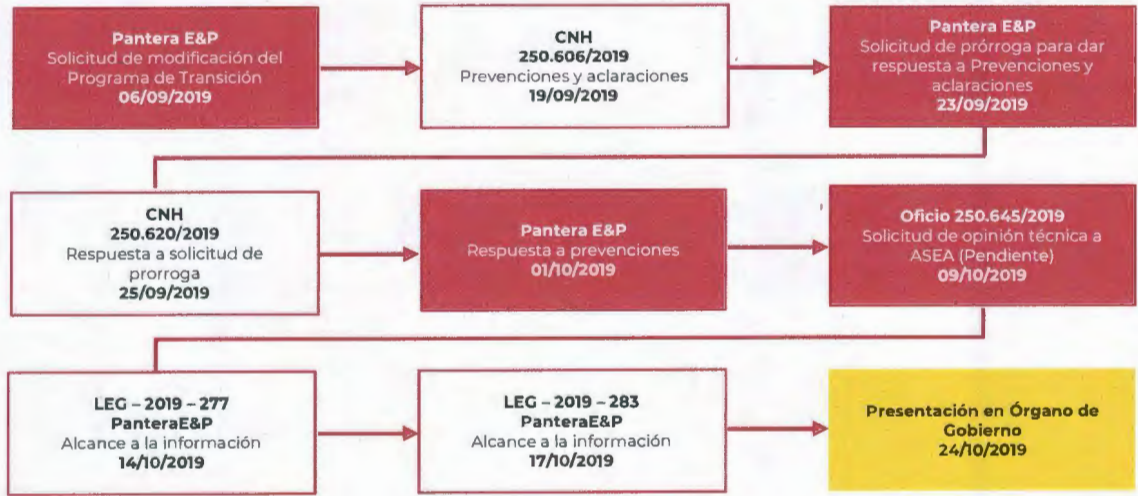 Pantera E&P
Solicitud de modificación del
Programa de Transición
06/09/2019
CNH
250.606/2019
Prevenciones y aclaraciones
19/09/2019
Pantera E&P
Solicitud de prórroga para dar
respuesta a Prevenciones y
aclaraciones
23/09/2019
CNH
250.620/2019
Respuesta a solicitud de
prorroga
25/09/2019
Pantera E&P
Respuesta a prevenciones
01/10/2019
Oficio 250.645/2019
Solicitud de opinión técnica a
ASEA (Pendiente)
09/10/2019
LEG – 2019 – 277
PanteraE&P
Alcance a la información
14/10/2019
LEG – 2019 – 283
PanteraE&P
Alcance a la información
17/10/2019
Presentación en Órgano de
Gobierno
24/10/2019